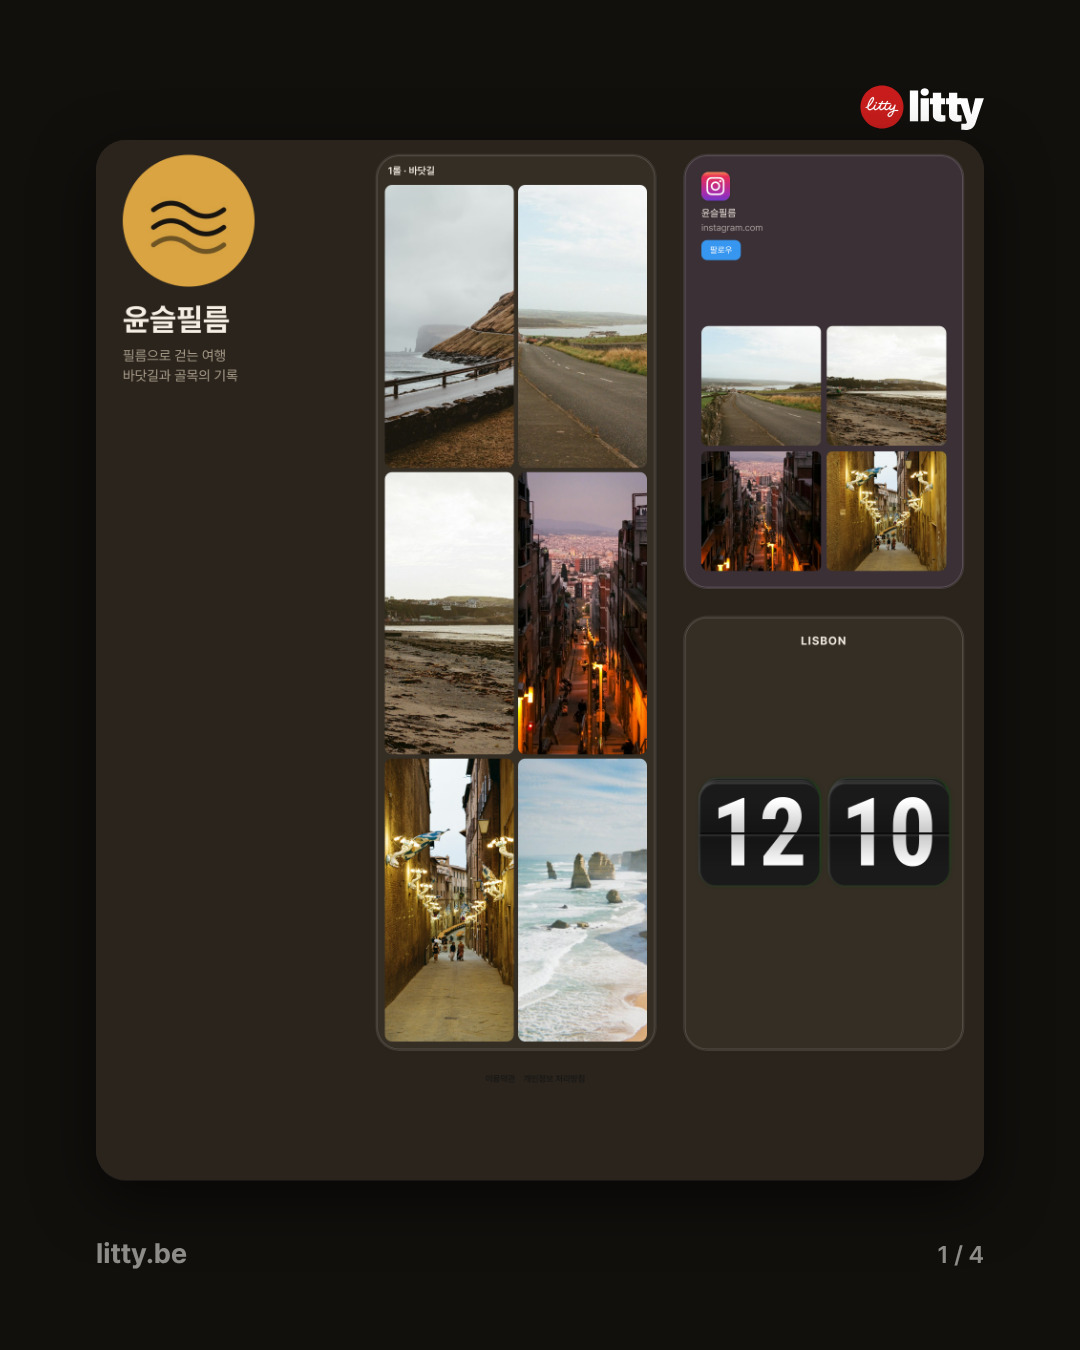 litty litty
윤슬필름
필름으로 걷는 여행
바닷길과 골목의 기록
1롤 · 바닷길
윤슬필름
instagram.com
팔로우
LISBON
12 10
litty.be
1 / 4